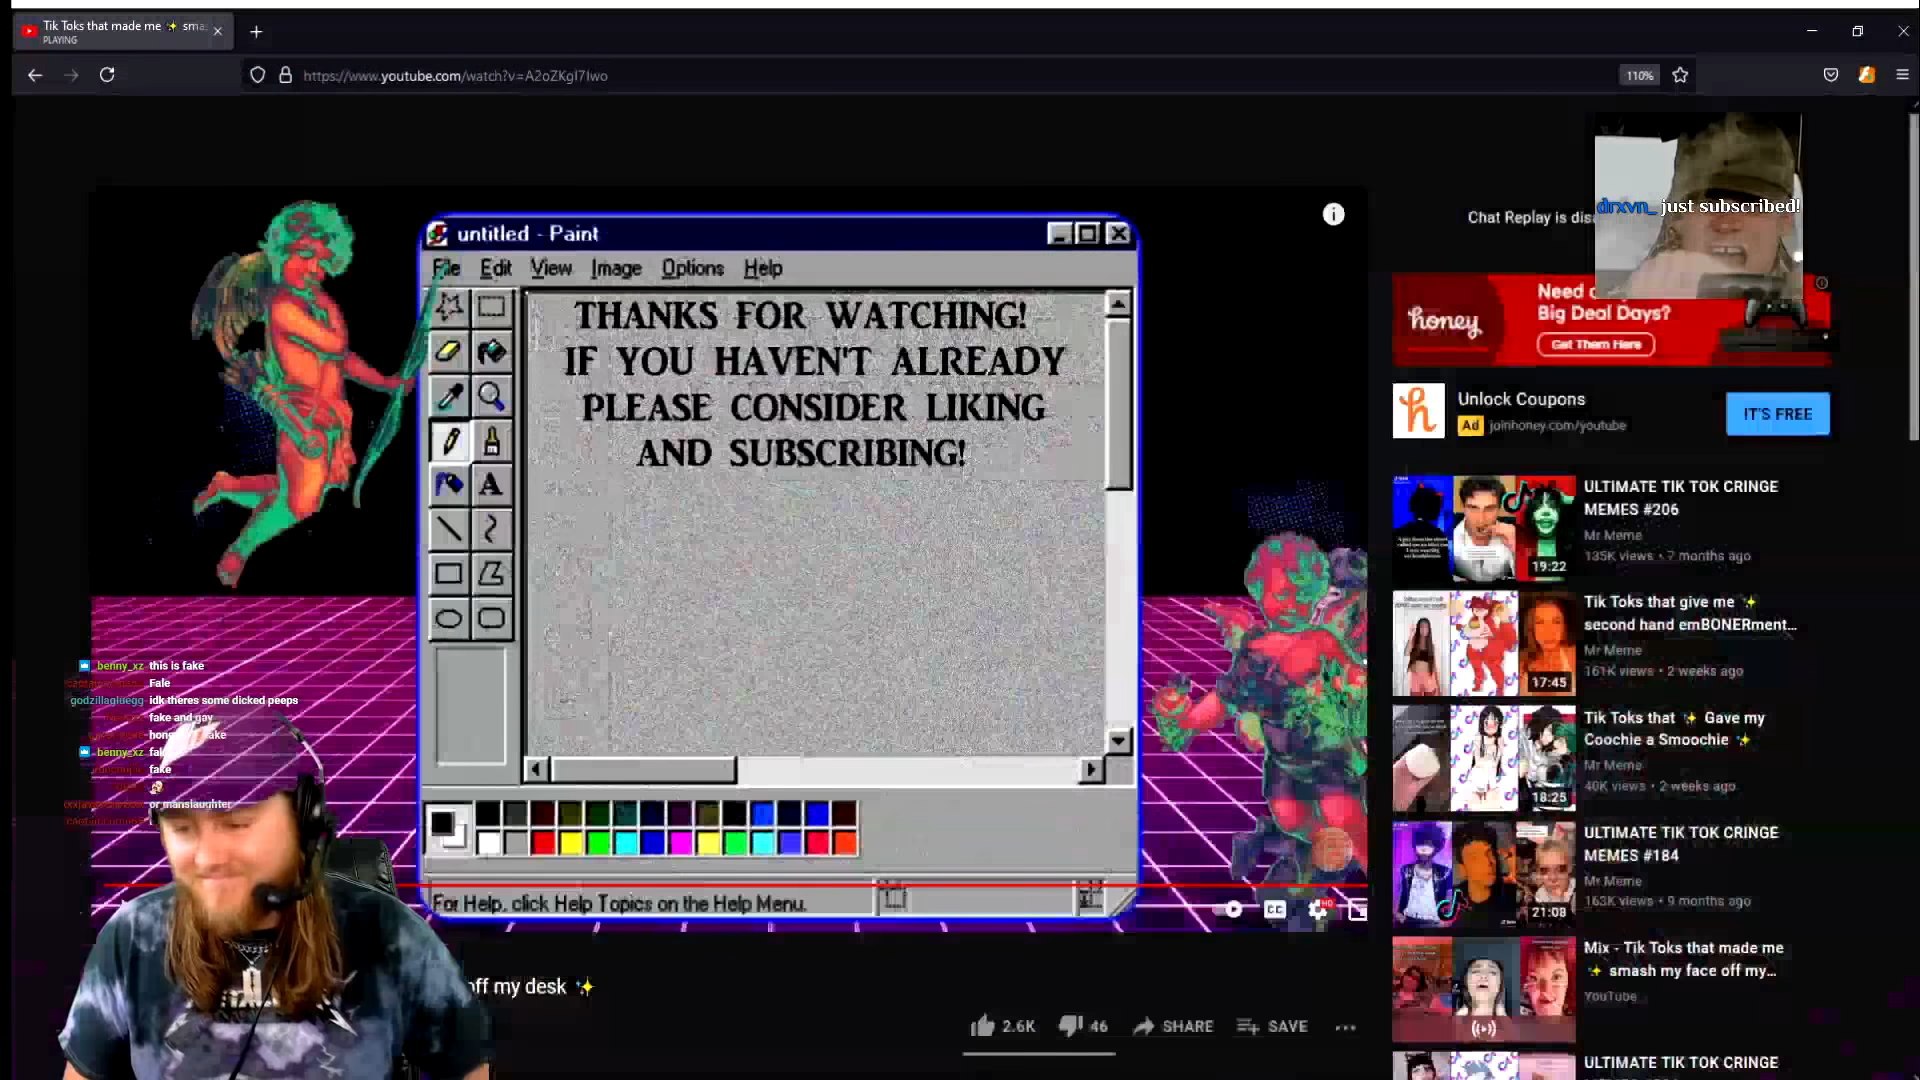 Tik Toks that made me ✨ sma
PLAYING
https://www.youtube.com/watch?v=A2oZKgI7Iwo
110%
untitled - Paint
File Edit View Image Options Help
THANKS FOR WATCHING!
IF YOU HAVEN'T ALREADY
PLEASE CONSIDER LIKING
AND SUBSCRIBING!
For Help, click Help Topics on the Help Menu.
CC
HD
benny_xz this is fake
Fale
godzillagluegg idk theres some dicked peeps
fake and gay
benny_xz
fake
or manslaughter
off my desk ✨
2.6K
46
SHARE
SAVE
Chat Replay is
drxvn_ just subscribed!
honey
Need
Big Deal Days?
Get Them Here
Unlock Coupons
Ad joinhoney.com/youtube
IT'S FREE
ULTIMATE TIK TOK CRINGE
MEMES #206
Mr Meme
135K views • 7 months ago
19:22
Tik Toks that give me ✨
second hand emBONERment...
Mr Meme
161K views • 2 weeks ago
17:45
Tik Toks that ✨ Gave my
Coochie a Smoochie ✨
Mr Meme
40K views • 2 weeks ago
18:25
ULTIMATE TIK TOK CRINGE
MEMES #184
Mr Meme
163K views • 9 months ago
21:08
Mix - Tik Toks that made me
✨ smash my face off my...
YouTube
ULTIMATE TIK TOK CRINGE